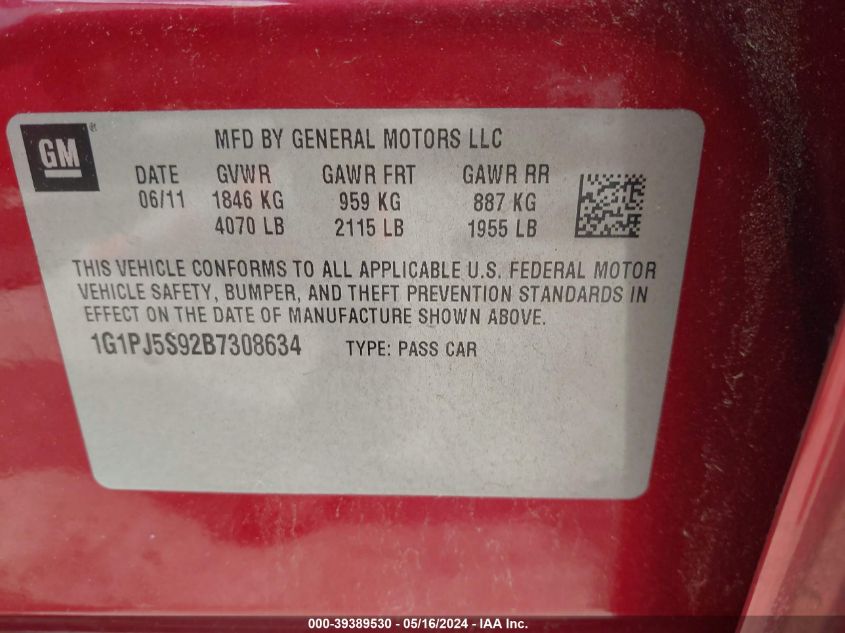 GM®
MFD BY GENERAL MOTORS LLC
DATE GVWR GAWR FRT GAWR RR
06/11 1846 KG 959 KG 887 KG
4070 LB 2115 LB 1955 LB
THIS VEHICLE CONFORMS TO ALL APPLICABLE U.S. FEDERAL MOTOR
VEHICLE SAFETY, BUMPER, AND THEFT PREVENTION STANDARDS IN
EFFECT ON THE DATE OF MANUFACTURE SHOWN ABOVE.
1G1PJ5S92B7308634 TYPE: PASS CAR
000-39389530 - 05/16/2024 - IAA Inc.